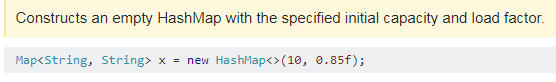 Constructs an empty HashMap with the specified initial capacity and load factor.
Map<String, String> x = new HashMap<>(10, 0.85f);